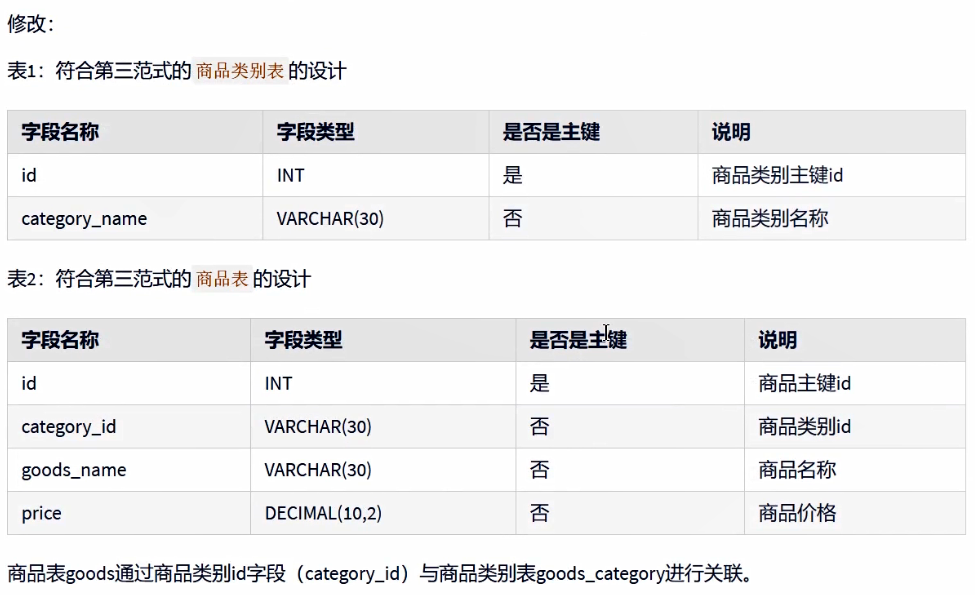 修改：
表1：符合第三范式的 商品类别表 的设计
字段名称 字段类型 是否是主键 说明
id INT 是 商品类别主键id
category_name VARCHAR(30) 否 商品类别名称
表2：符合第三范式的 商品表 的设计
字段名称 字段类型 是否是主键 说明
id INT 是 商品主键id
category_id VARCHAR(30) 否 商品类别id
goods_name VARCHAR(30) 否 商品名称
price DECIMAL(10,2) 否 商品价格
商品表goods通过商品类别id字段（category_id）与商品类别表goods_category进行关联。